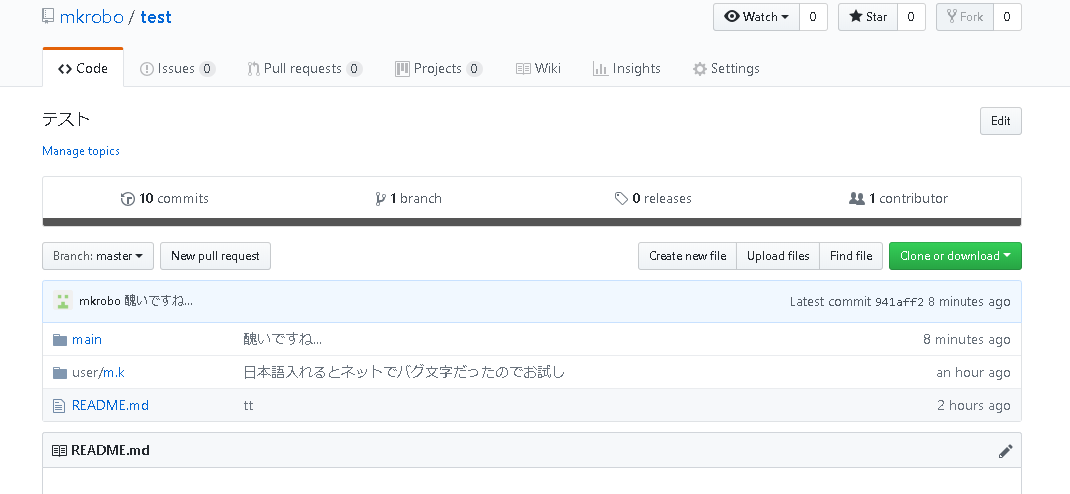 mkrobo / test
Watch 0 Star 0 Fork 0
Code Issues 0 Pull requests 0 Projects 0 Wiki Insights Settings
テスト Edit
Manage topics
10 commits 1 branch 0 releases 1 contributor
Branch: master New pull request Create new file Upload files Find file Clone or download
mkrobo 醜いですね... Latest commit 941aff2 8 minutes ago
main 醜いですね... 8 minutes ago
user/m.k 日本語入れるとネットでバグ文字だったのでお試し an hour ago
README.md tt 2 hours ago
README.md